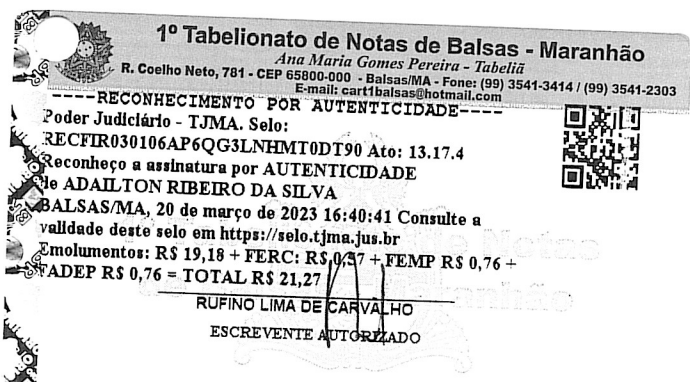 1º Tabelionato de Notas de Balsas - Maranhão
Ana Maria Gomes Pereira - Tabeliã
R. Coelho Neto, 781 - CEP 65800-000 - Balsas/MA - Fone: (99) 3541-3414 / (99) 3541-2303
E-mail: cart1balsas@hotmail.com
----RECONHECIMENTO POR AUTENTICIDADE----
Poder Judiciário - TJMA. Selo:
RECFIR030106AP6QG3LNHMT0DT90 Ato: 13.17.4
Reconheço a assinatura por AUTENTICIDADE
de ADAILTON RIBEIRO DA SILVA
BALSAS/MA, 20 de março de 2023 16:40:41 Consulte a
validade deste selo em https://selo.tjma.jus.br
Emolumentos: R$ 19,18 + FERC: R$ 0,57 + FEMP R$ 0,76 +
FADEP R$ 0,76 = TOTAL R$ 21,27
RUFINO LIMA DE CARVALHO
ESCREVENTE AUTORIZADO